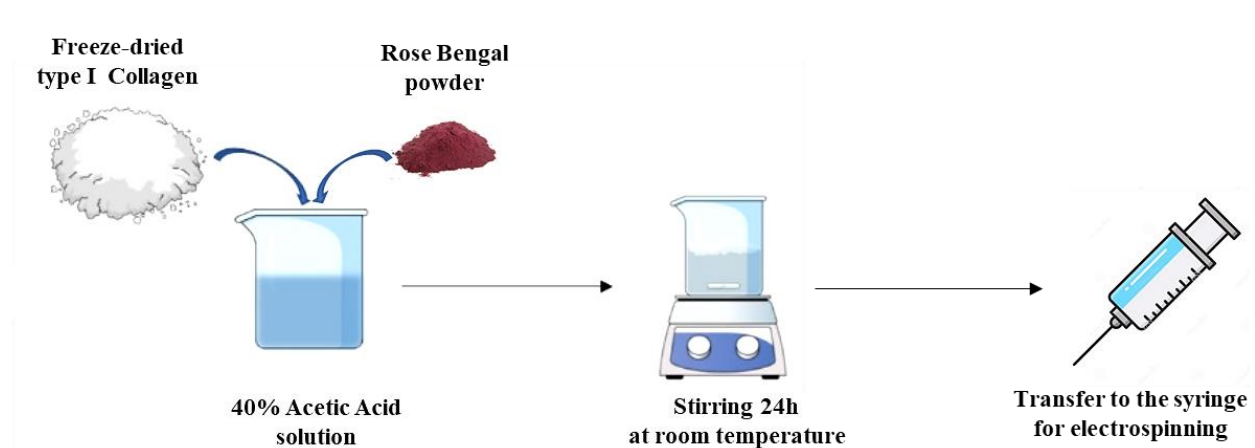 Freeze-dried
type I Collagen
Rose Bengal
powder
40% Acetic Acid
solution
Stirring 24h
at room temperature
Transfer to the syringe
for electrospinning